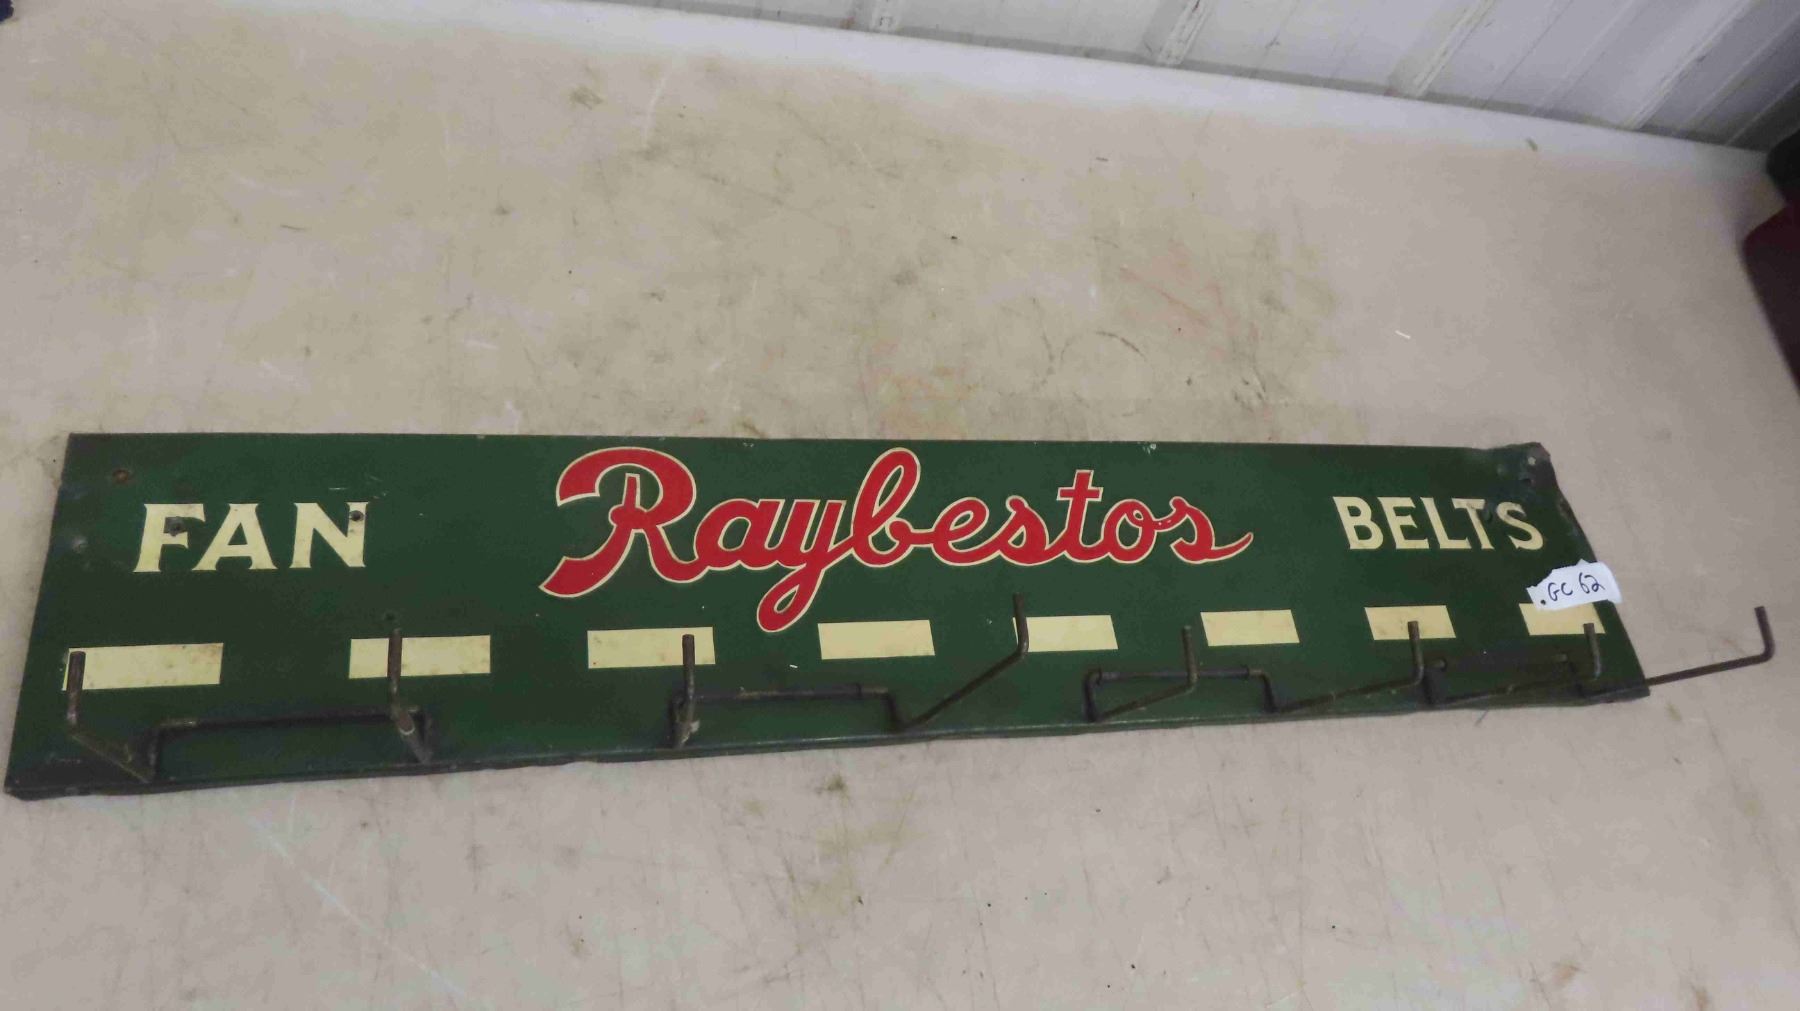 FAN Raybestos BELTS
GC 62